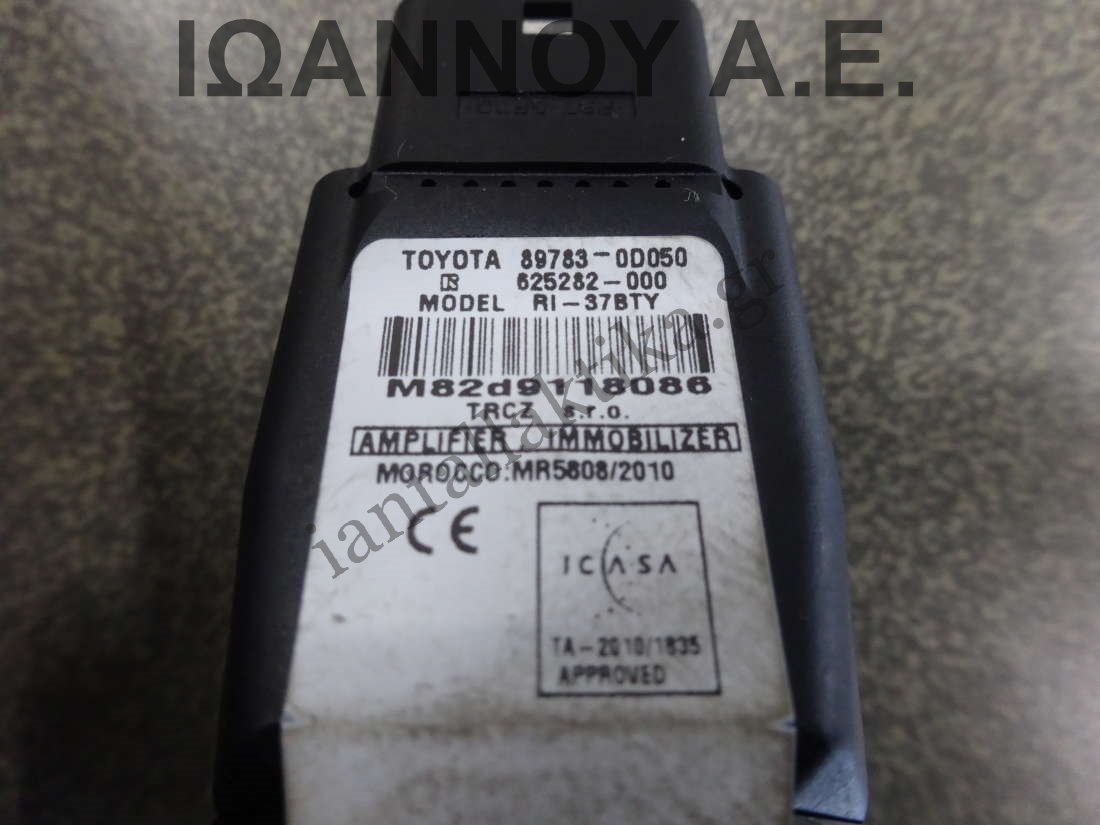 ΙΩΑΝΝΟΥ Α.Ε.
TOYOTA 89783-0D050
625282-000
MODEL RI-37BTY
M82d9118086
TRCZ s.r.o.
AMPLIFIER IMMOBILIZER
MOROCCO:MR5808/2010
CE
ICASA
TA-2010/1835
APPROVED
iantallaktika.gr